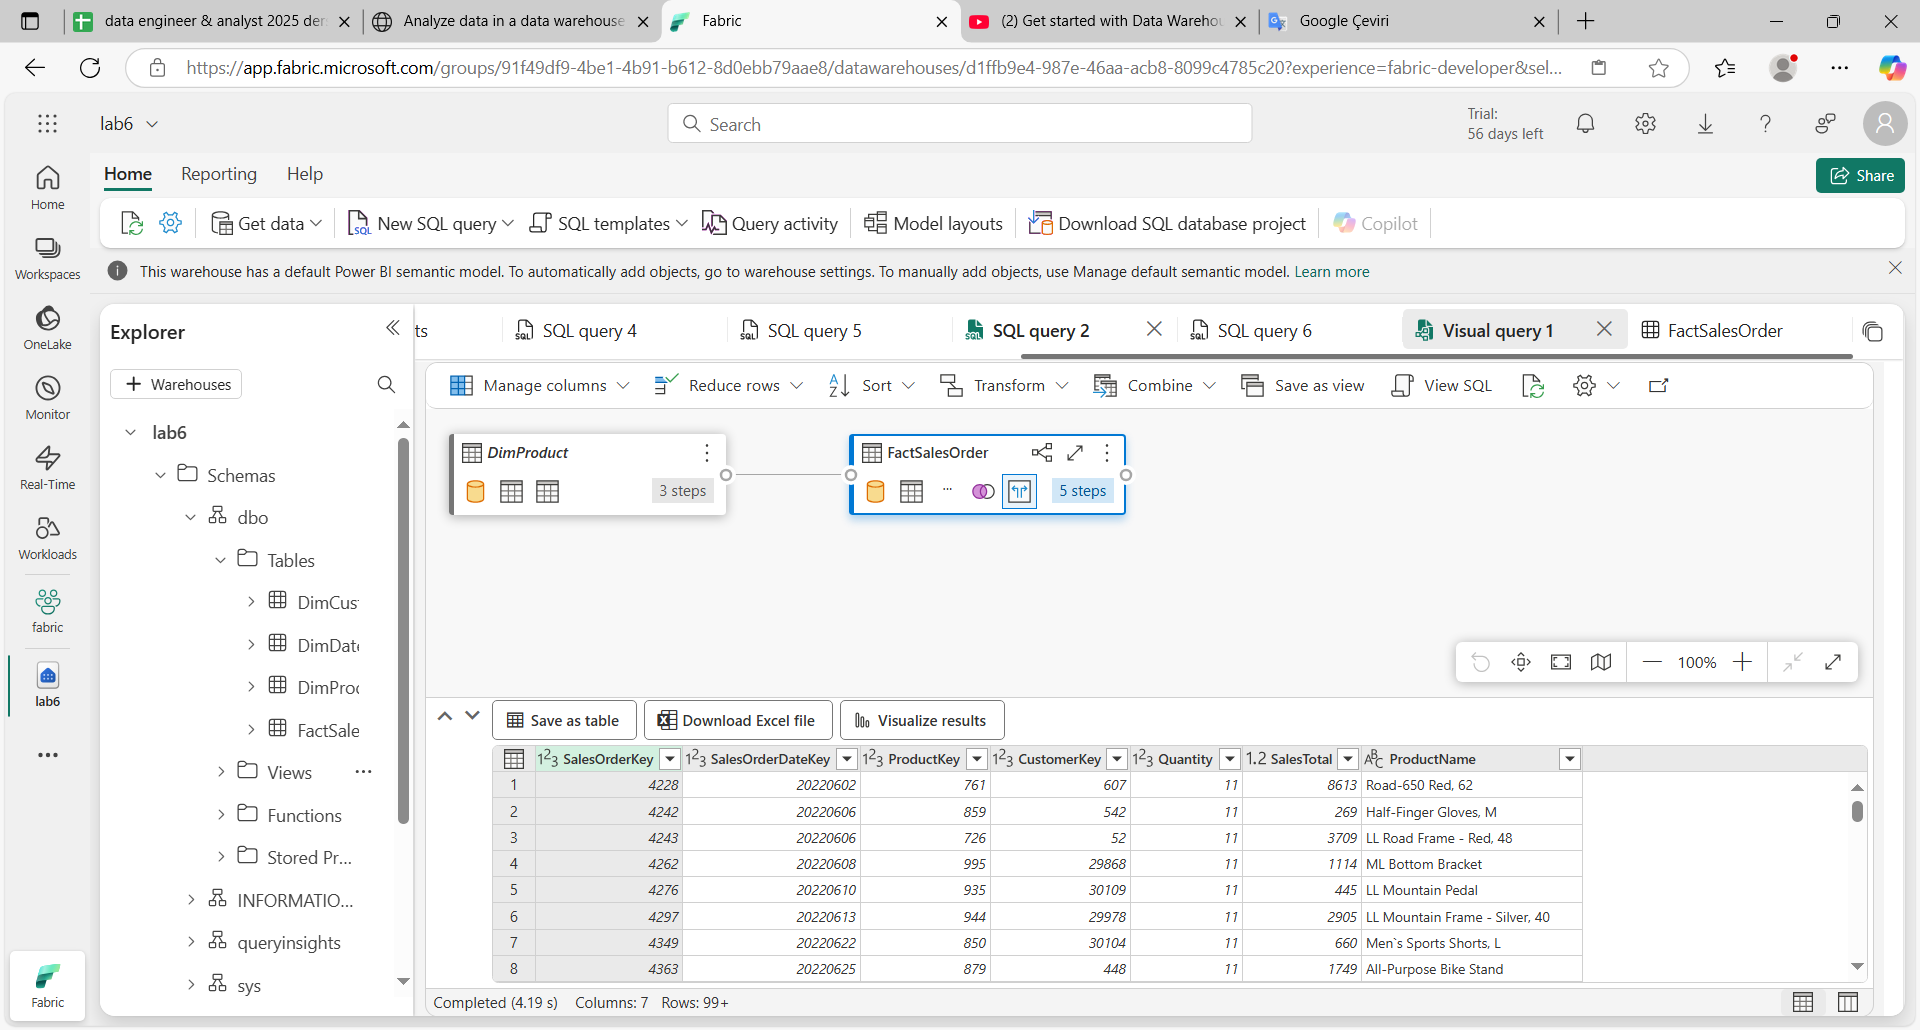 data engineer & analyst 2025 der
Analyze data in a data warehouse
Fabric
(2) Get started with Data Wareho
Google Çeviri
https://app.fabric.microsoft.com/groups/91f49df9-4be1-4b91-b612-8d0ebb79aae8/datawarehouses/d1ffb9e4-987e-46aa-acb8-8099c4785c20?experience=fabric-developer&sel...
lab6
Search
Trial:
56 days left
Home
Reporting
Help
Share
Get data
New SQL query
SQL templates
Query activity
Model layouts
Download SQL database project
Copilot
This warehouse has a default Power BI semantic model. To automatically add objects, go to warehouse settings. To manually add objects, use Manage default semantic model. Learn more
Home
Workspaces
OneLake
Monitor
Real-Time
Workloads
fabric
lab6
Fabric
Explorer
+ Warehouses
lab6
Schemas
dbo
Tables
DimCus
DimDate
DimProd
FactSale
Views
Functions
Stored Pr...
INFORMATIO...
queryinsights
sys
ts
SQL query 4
SQL query 5
SQL query 2
SQL query 6
Visual query 1
FactSalesOrder
Manage columns
Reduce rows
Sort
Transform
Combine
Save as view
View SQL
DimProduct
3 steps
FactSalesOrder
5 steps
100%
Save as table
Download Excel file
Visualize results
SalesOrderKey SalesOrderDateKey ProductKey CustomerKey Quantity 1.2 SalesTotal ProductName
1 4228 20220602 761 607 11 8613 Road-650 Red, 62
2 4242 20220606 859 542 11 269 Half-Finger Gloves, M
3 4243 20220606 726 52 11 3709 LL Road Frame - Red, 48
4 4262 20220608 995 29868 11 1114 ML Bottom Bracket
5 4276 20220610 935 30109 11 445 LL Mountain Pedal
6 4297 20220613 944 29978 11 2905 LL Mountain Frame - Silver, 40
7 4349 20220622 850 30104 11 660 Men`s Sports Shorts, L
8 4363 20220625 879 448 11 1749 All-Purpose Bike Stand
Completed (4.19 s) Columns: 7 Rows: 99+